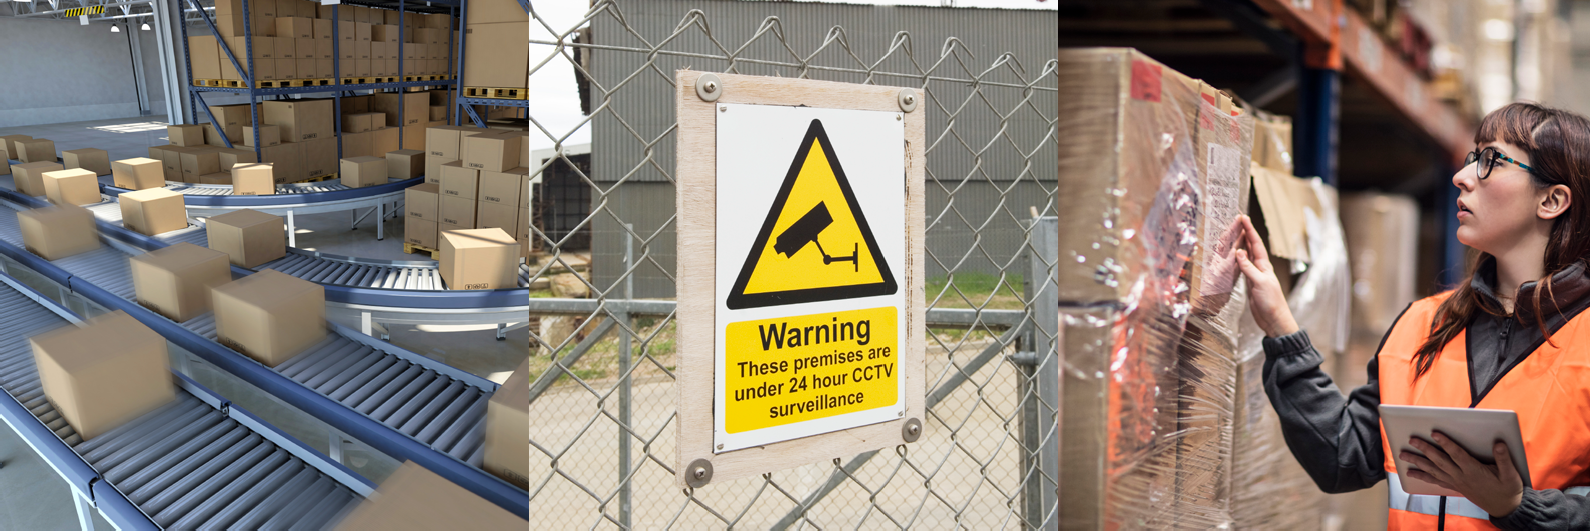 Warning
These premises are
under 24 hour CCTV
surveillance